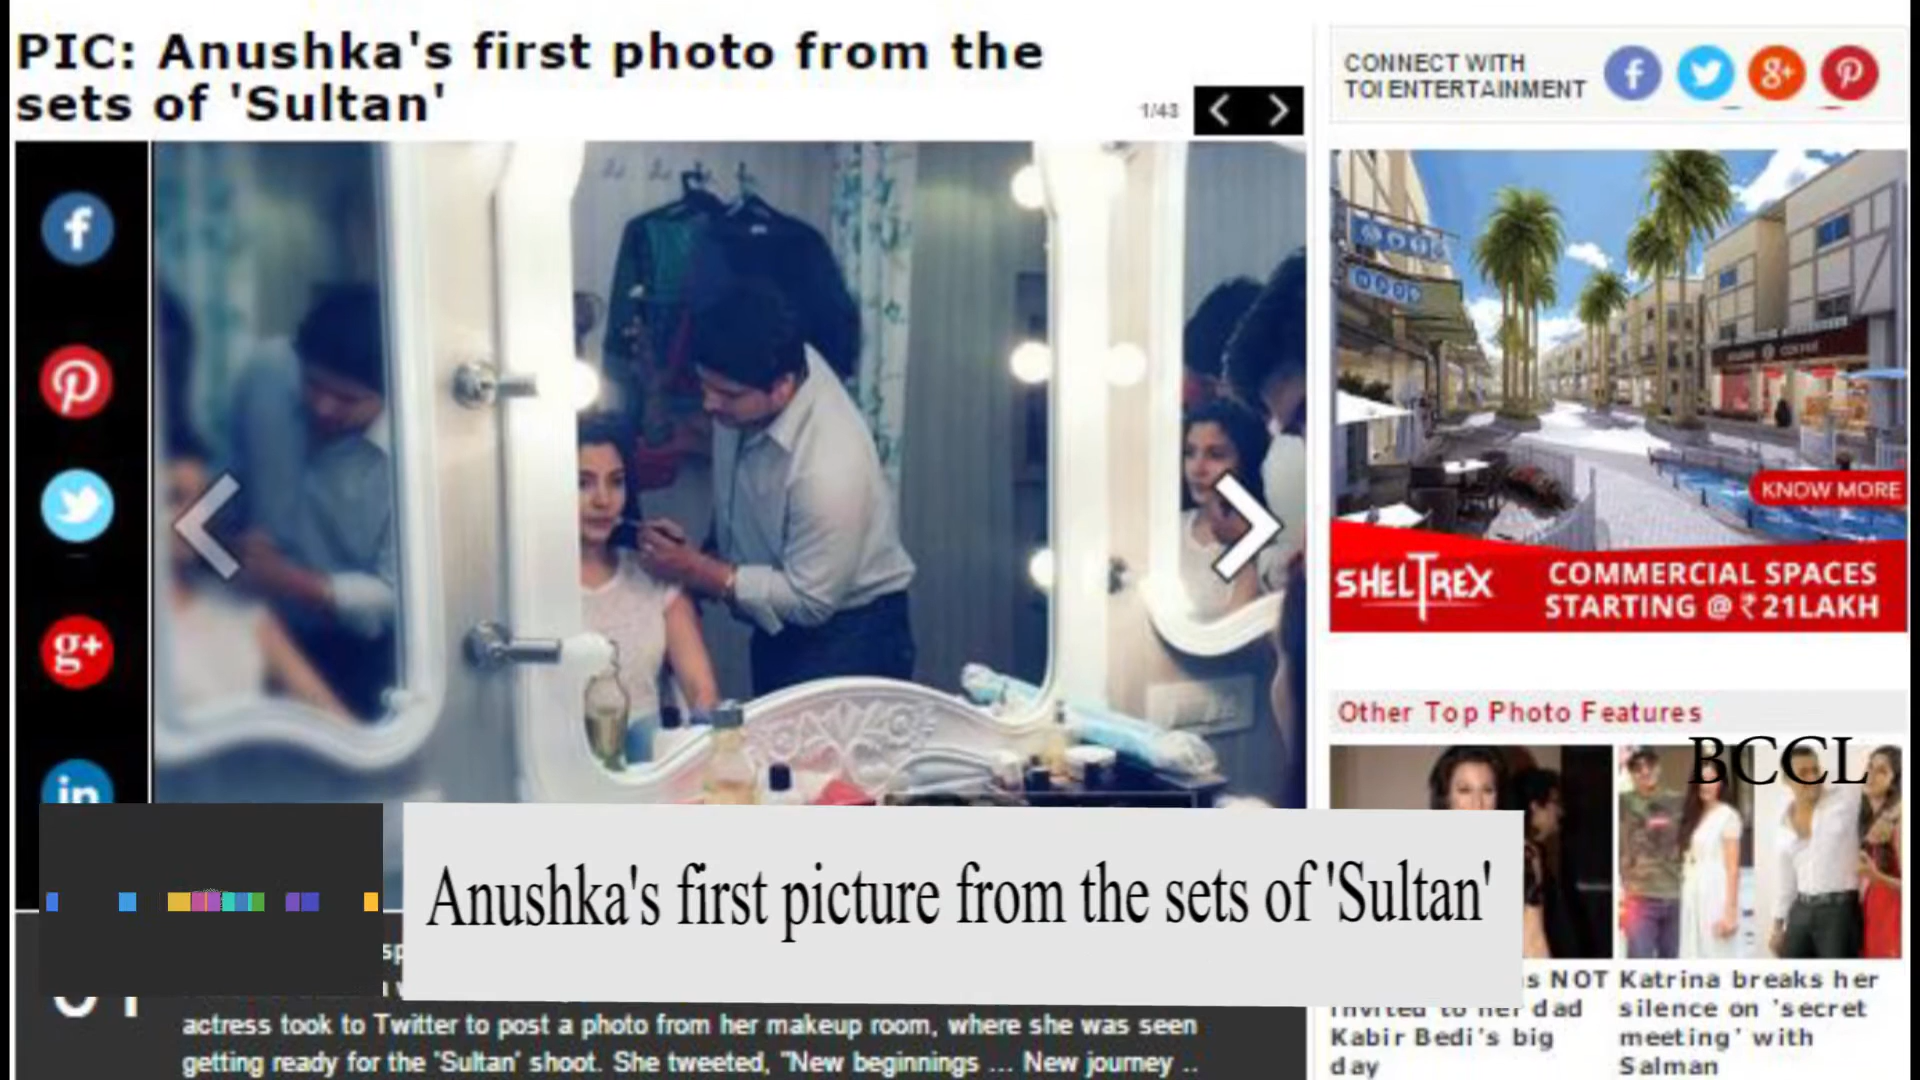 PIC: Anushka's first photo from the
sets of 'Sultan'
1/43
CONNECT WITH
TOI ENTERTAINMENT
KNOW MORE
SHELTREX
COMMERCIAL SPACES
STARTING @ ₹ 21LAKH
Other Top Photo Features
BCCL
Anushka's first picture from the sets of 'Sultan'
actress took to Twitter to post a photo from her makeup room, where she was seen
getting ready for the 'Sultan' shoot. She tweeted, "New beginnings ... New journey ..
NOT
invited to her dad
Kabir Bedi's big
day
Katrina breaks her
silence on 'secret
meeting' with
Salman